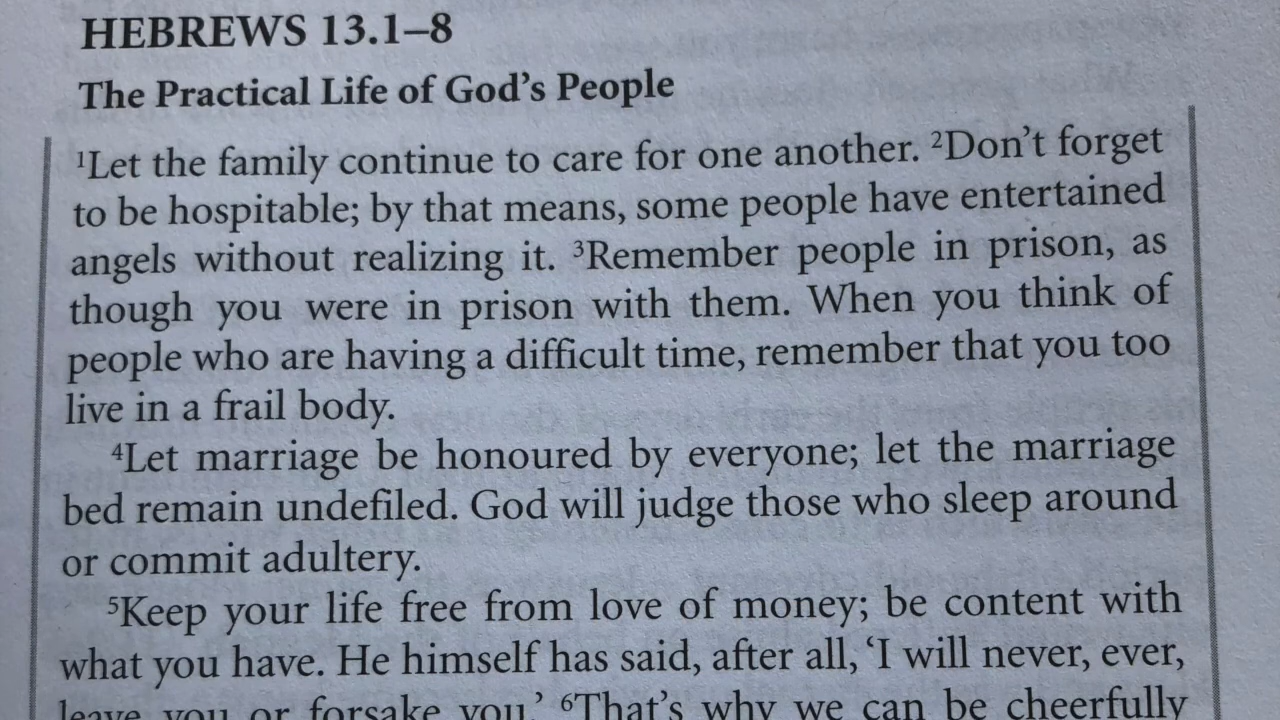 HEBREWS 13.1–8
The Practical Life of God’s People
¹Let the family continue to care for one another. ²Don’t forget
to be hospitable; by that means, some people have entertained
angels without realizing it. ³Remember people in prison, as
though you were in prison with them. When you think of
people who are having a difficult time, remember that you too
live in a frail body.
⁴Let marriage be honoured by everyone; let the marriage
bed remain undefiled. God will judge those who sleep around
or commit adultery.
⁵Keep your life free from love of money; be content with
what you have. He himself has said, after all, ‘I will never, ever,
leave you or forsake you.’ ⁶That’s why we can be cheerfully